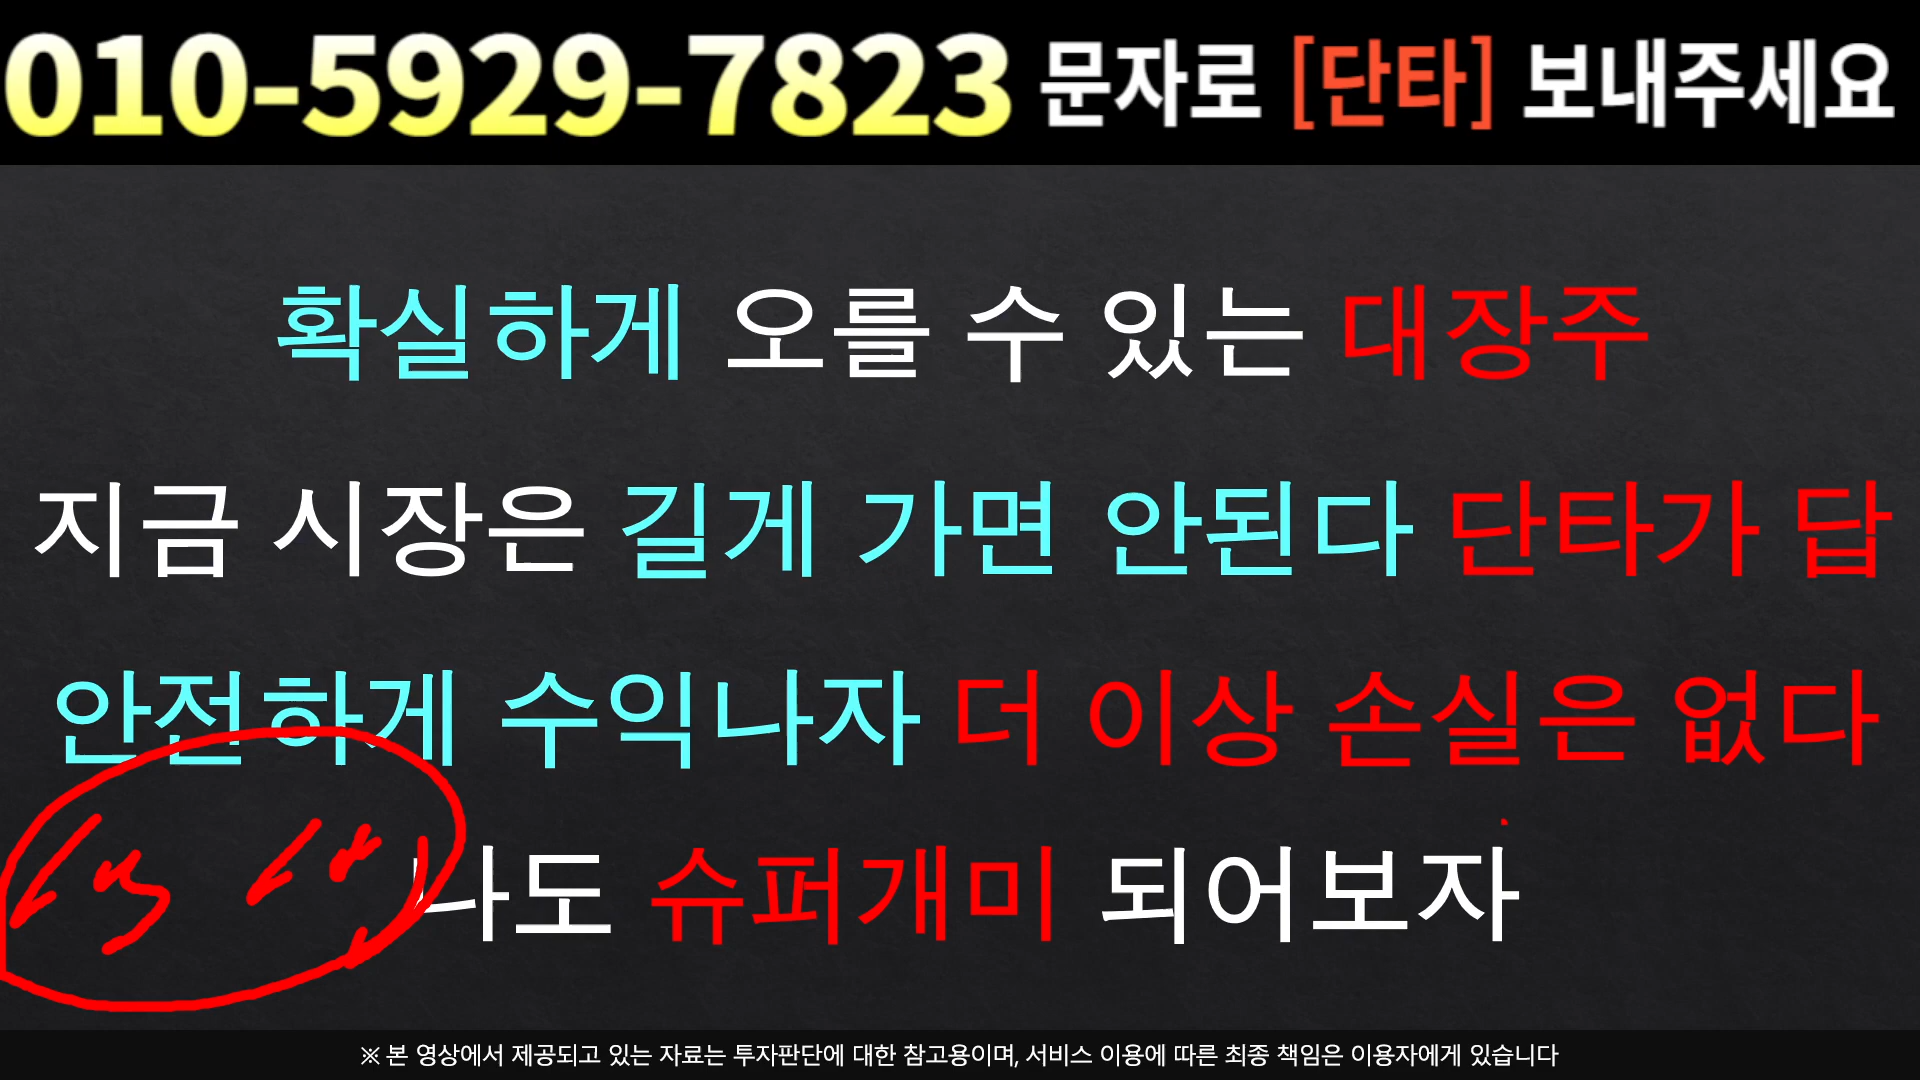 010-5929-7823 문자로 [단타] 보내주세요
확실하게 오를 수 있는 대장주
지금 시장은 길게 가면 안된다 단타가 답
안전하게 수익나자 더 이상 손실은 없다
나도 슈퍼개미 되어보자
※ 본 영상에서 제공되고 있는 자료는 투자판단에 대한 참고용이며, 서비스 이용에 따른 최종 책임은 이용자에게 있습니다